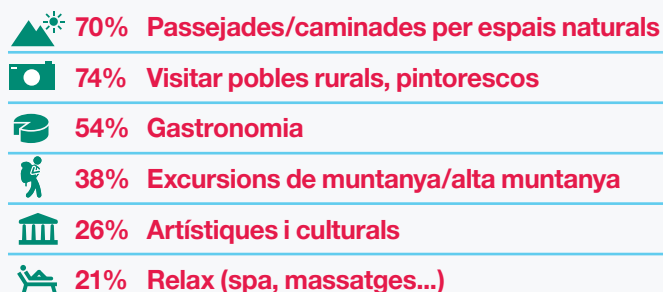 70% Passejades/caminades per espais naturals
74% Visitar pobles rurals, pintorescos
54% Gastronomia
38% Excursions de muntanya/alta muntanya
26% Artístiques i culturals
21% Relax (spa, massatges...)